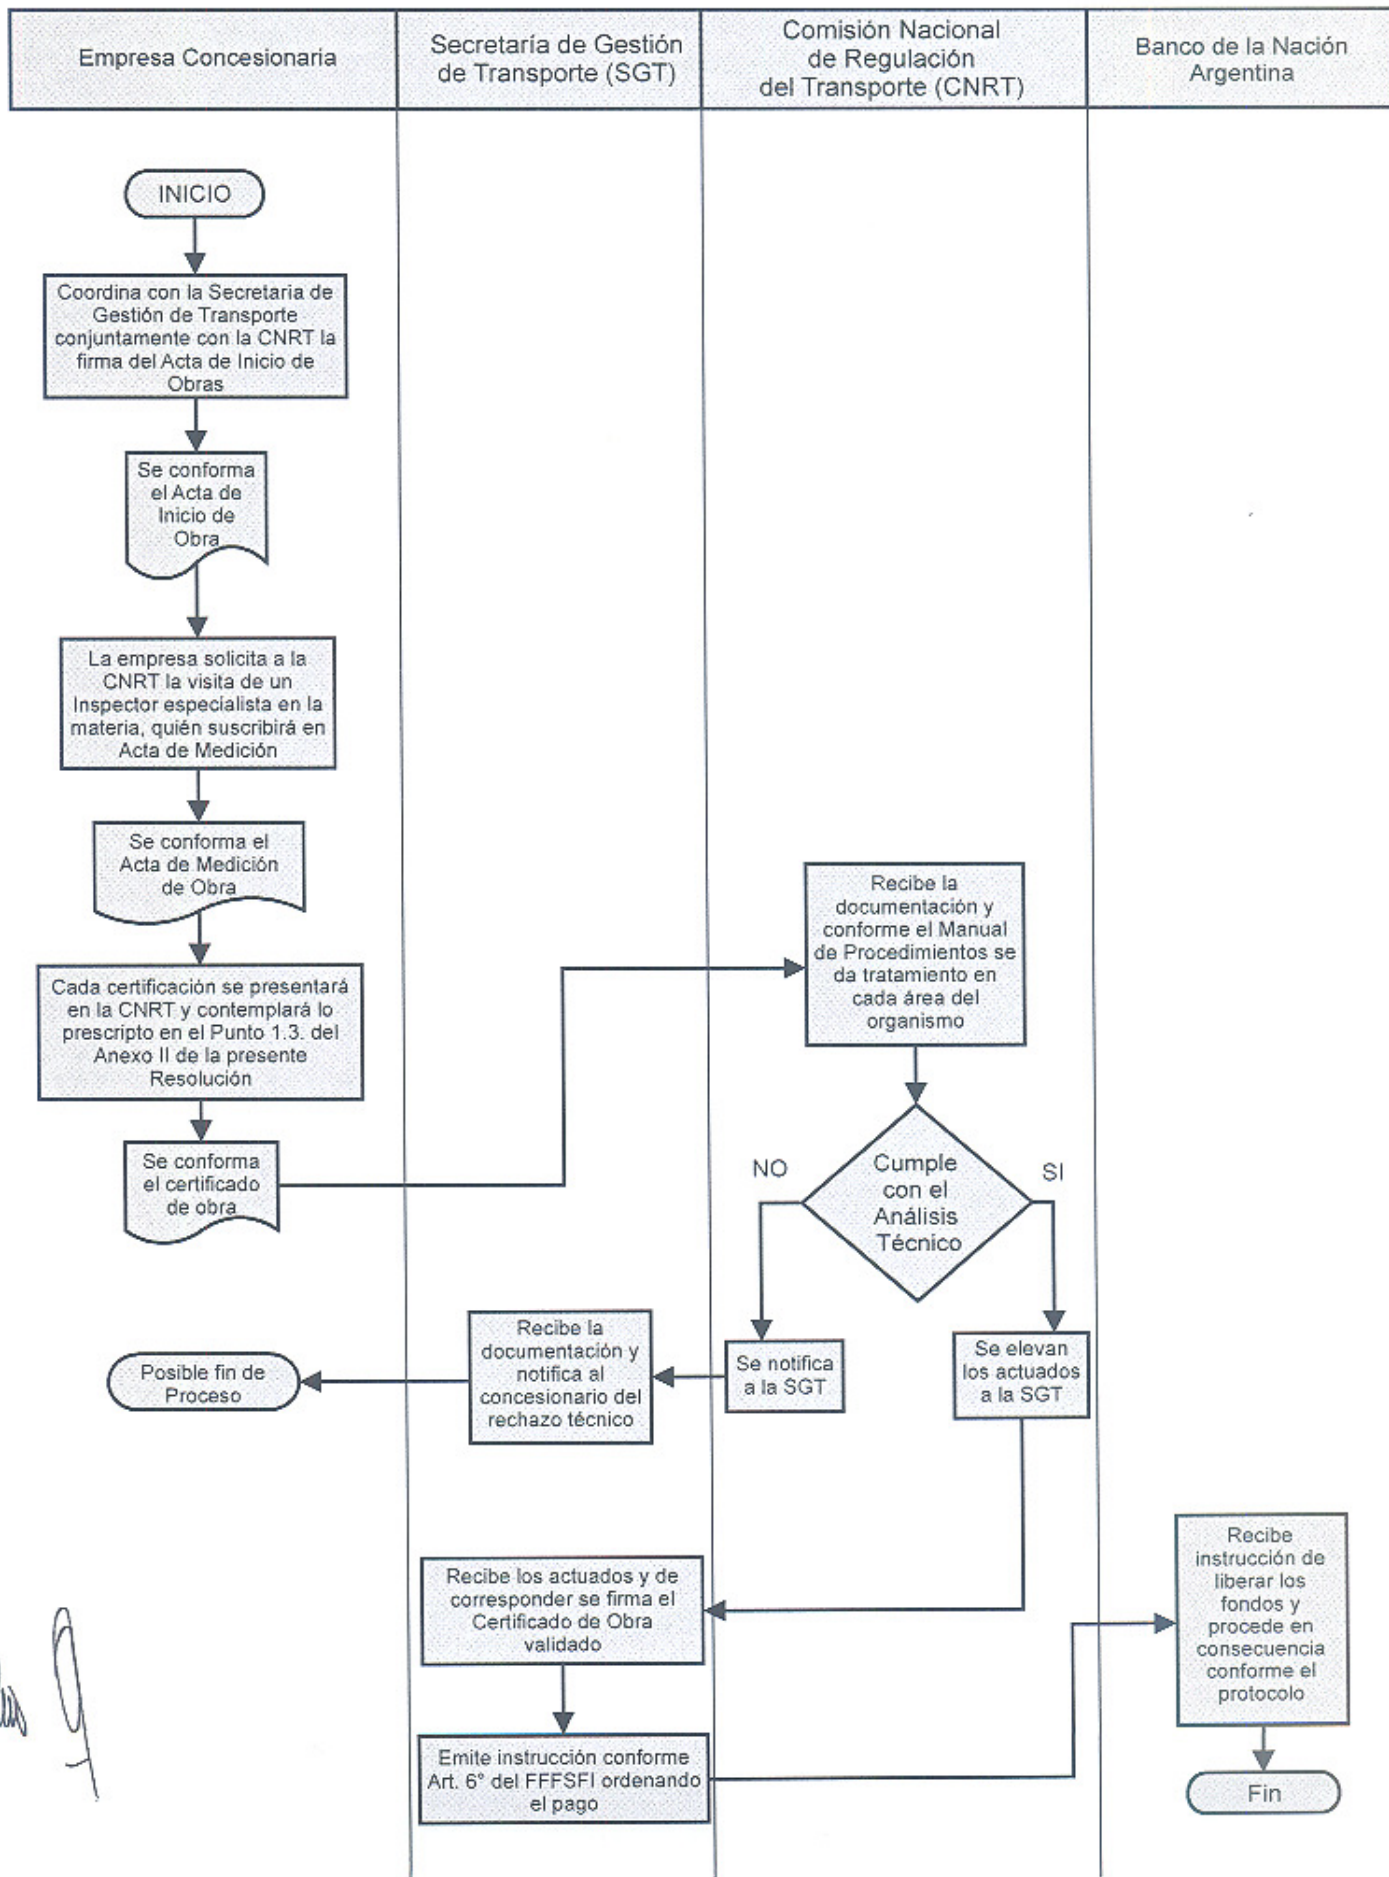 Empresa Concesionaria
Secretaría de Gestión
de Transporte (SGT)
Comisión Nacional
de Regulación
del Transporte (CNRT)
Banco de la Nación
Argentina
INICIO
Coordina con la Secretaria de
Gestión de Transporte
conjuntamente con la CNRT la
firma del Acta de Inicio de
Obras
Se conforma
el Acta de
Inicio de
Obra
La empresa solicita a la
CNRT la visita de un
Inspector especialista en la
materia, quién suscribirá en
Acta de Medición
Se conforma el
Acta de Medición
de Obra
Cada certificación se presentará
en la CNRT y contemplará lo
prescripto en el Punto 1.3. del
Anexo II de la presente
Resolución
Se conforma
el certificado
de obra
Recibe la
documentación y
conforme el Manual
de Procedimientos se
da tratamiento en
cada área del
organismo
Cumple
con el
Análisis
Técnico
NO
SI
Se notifica
a la SGT
Se elevan
los actuados
a la SGT
Recibe la
documentación y
notifica al
concesionario del
rechazo técnico
Posible fin de
Proceso
Recibe los actuados y de
corresponder se firma el
Certificado de Obra
validado
Emite instrucción conforme
Art. 6° del FFFSFI ordenando
el pago
Recibe
instrucción de
liberar los
fondos y
procede en
consecuencia
conforme el
protocolo
Fin